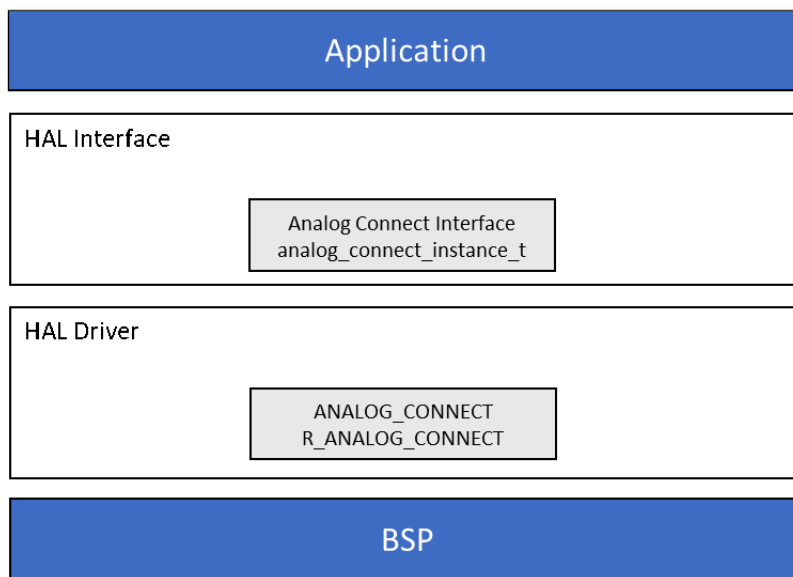 Application
HAL Interface
Analog Connect Interface
analog_connect_instance_t
HAL Driver
ANALOG_CONNECT
R_ANALOG_CONNECT
BSP